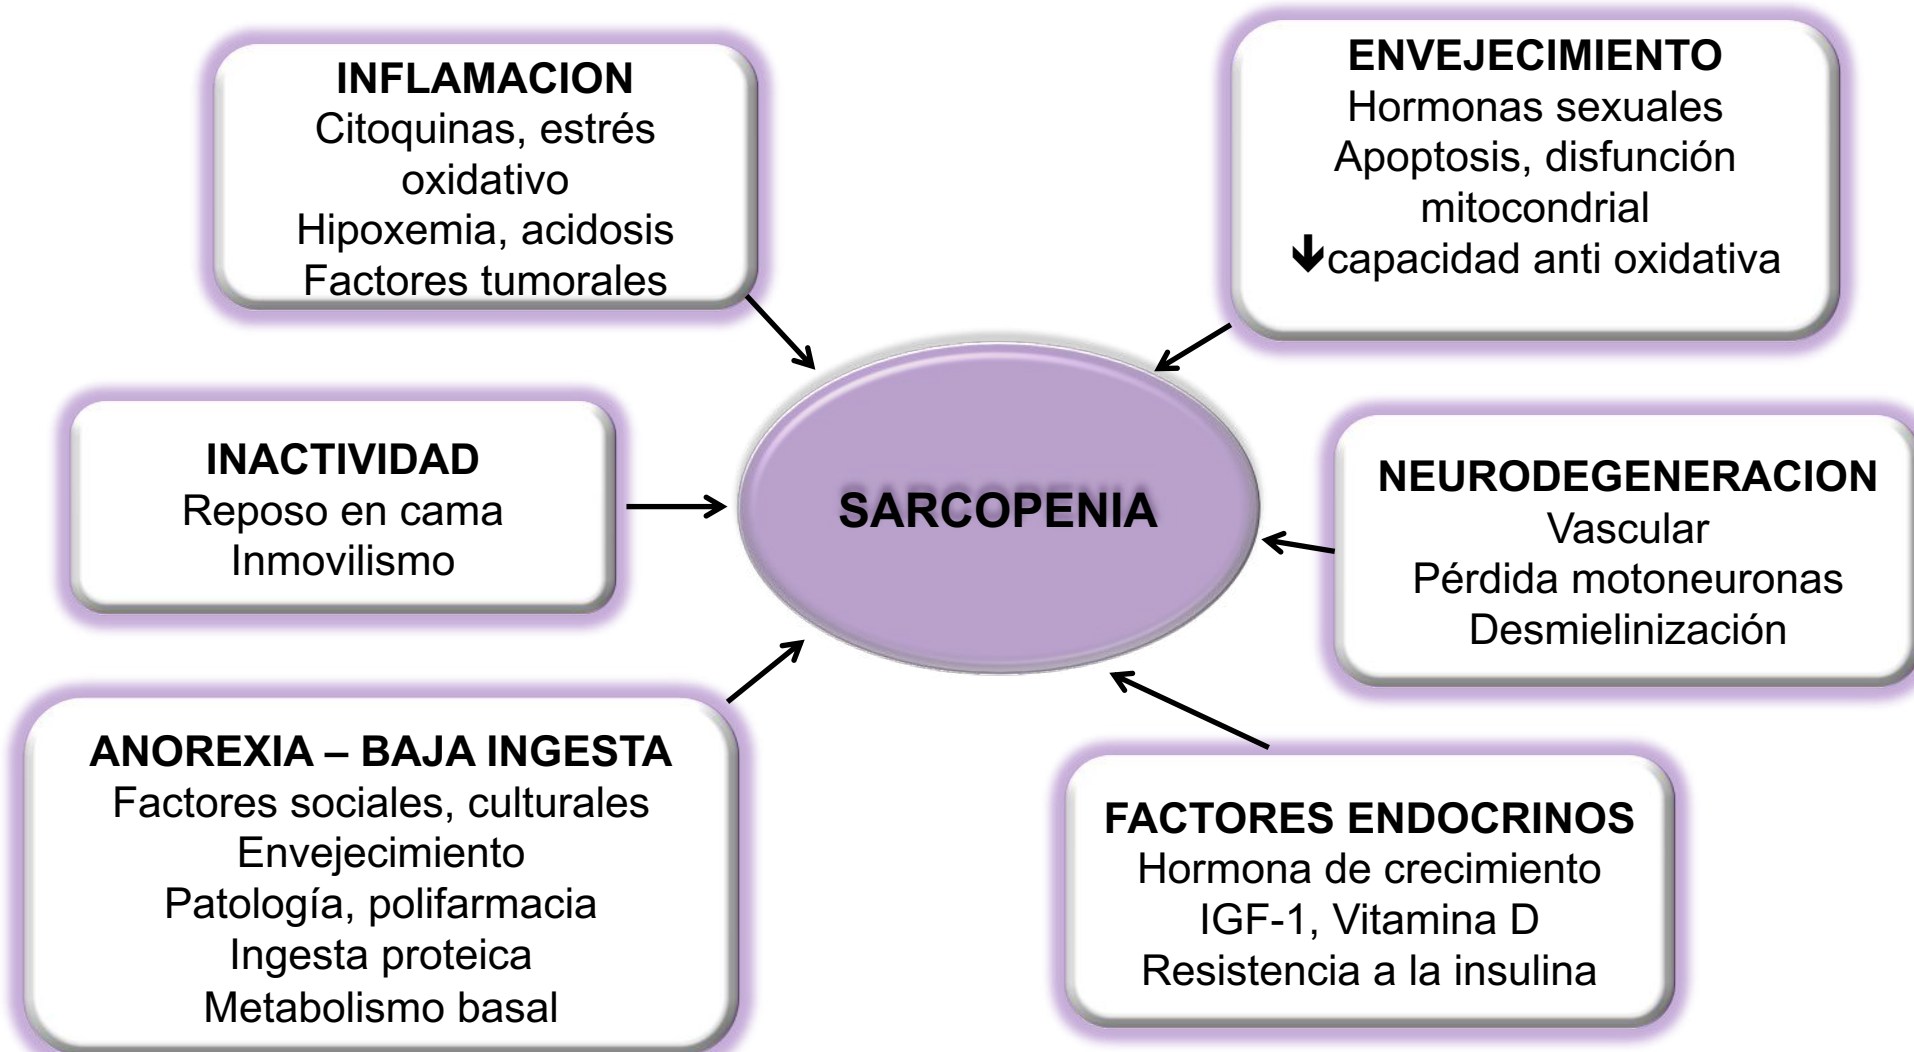 INFLAMACION
Citoquinas, estrés
oxidativo
Hipoxemia, acidosis
Factores tumorales
ENVEJECIMIENTO
Hormonas sexuales
Apoptosis, disfunción
mitocondrial
🡫capacidad anti oxidativa
INACTIVIDAD
Reposo en cama
Inmovilismo
SARCOPENIA
NEURODEGENERACION
Vascular
Pérdida motoneuronas
Desmielinización
ANOREXIA – BAJA INGESTA
Factores sociales, culturales
Envejecimiento
Patología, polifarmacia
Ingesta proteica
Metabolismo basal
FACTORES ENDOCRINOS
Hormona de crecimiento
IGF-1, Vitamina D
Resistencia a la insulina